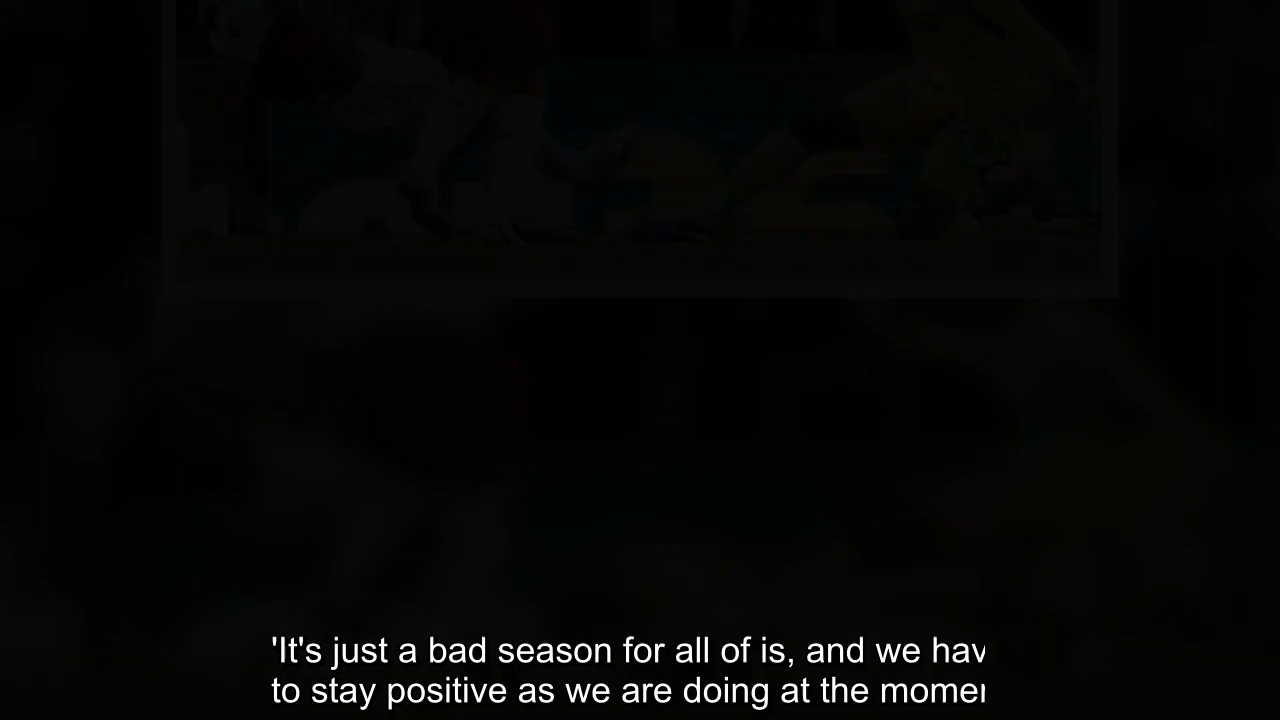 'It's just a bad season for all of is, and we hav
to stay positive as we are doing at the momen